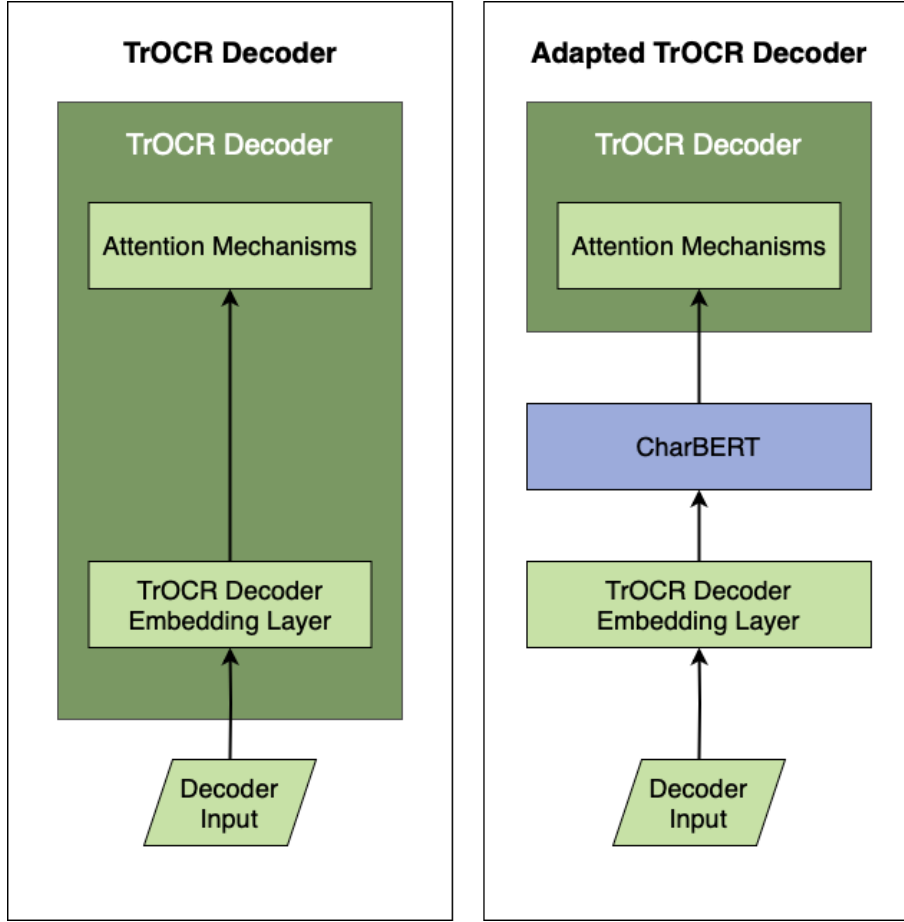 TrOCR Decoder
TrOCR Decoder
Attention Mechanisms
TrOCR Decoder
Embedding Layer
Decoder
Input
Adapted TrOCR Decoder
TrOCR Decoder
Attention Mechanisms
CharBERT
TrOCR Decoder
Embedding Layer
Decoder
Input